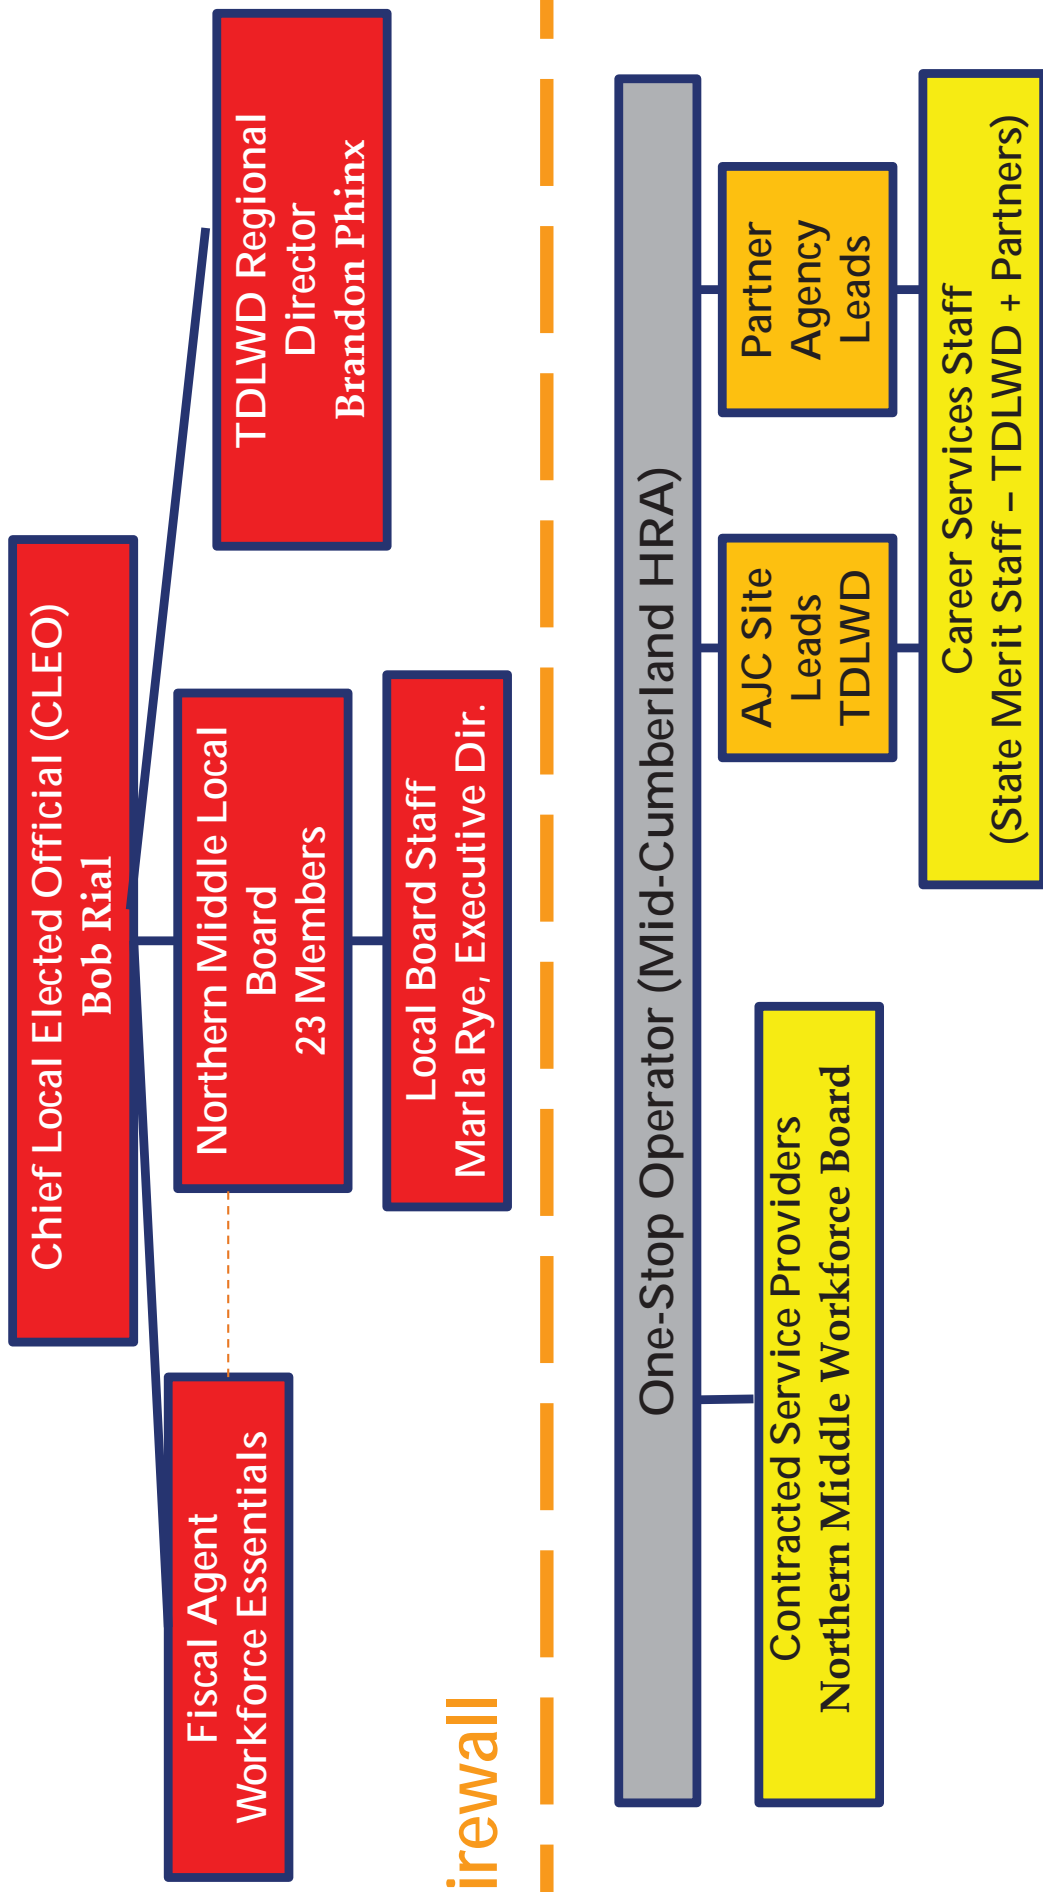 Chief Local Elected Official (CLEO)
Bob Rial
Fiscal Agent
Workforce Essentials
Northern Middle Local
Board
23 Members
TDLWD Regional
Director
Brandon Phinx
Local Board Staff
Marla Rye, Executive Dir.
irewall
One-Stop Operator (Mid-Cumberland HRA)
Contracted Service Providers
Northern Middle Workforce Board
AJC Site
Leads
TDLWD
Partner
Agency
Leads
Career Services Staff
(State Merit Staff – TDLWD + Partners)